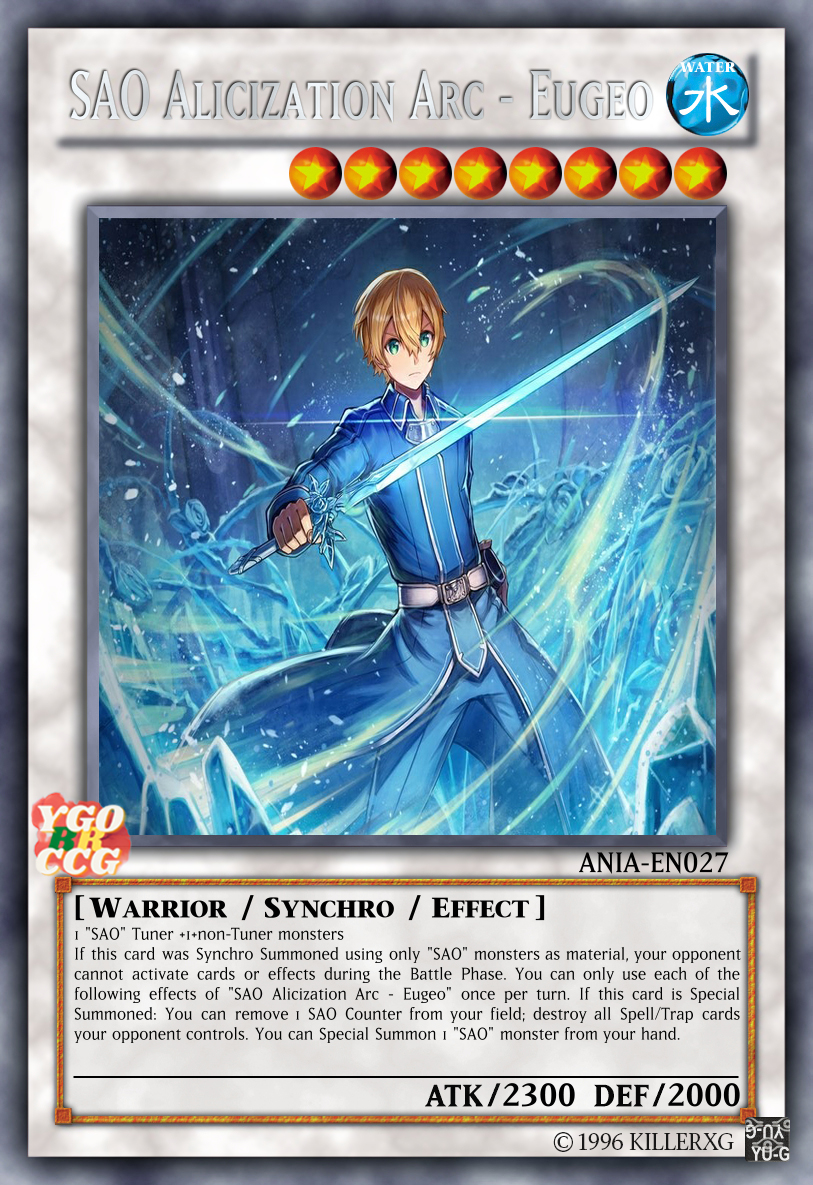 SAO Alicization Arc - Eugeo
WATER
水
YGO
BR
CCG
ANIA-EN027
[ Warrior / Synchro / Effect ]
1 "SAO" Tuner +1+non-Tuner monsters
If this card was Synchro Summoned using only "SAO" monsters as material, your opponent
cannot activate cards or effects during the Battle Phase. You can only use each of the
following effects of "SAO Alicization Arc - Eugeo" once per turn. If this card is Special
Summoned: You can remove 1 SAO Counter from your field; destroy all Spell/Trap cards
your opponent controls. You can Special Summon 1 "SAO" monster from your hand.
ATK/2300 DEF/2000
© 1996 KILLERXG
YU-G